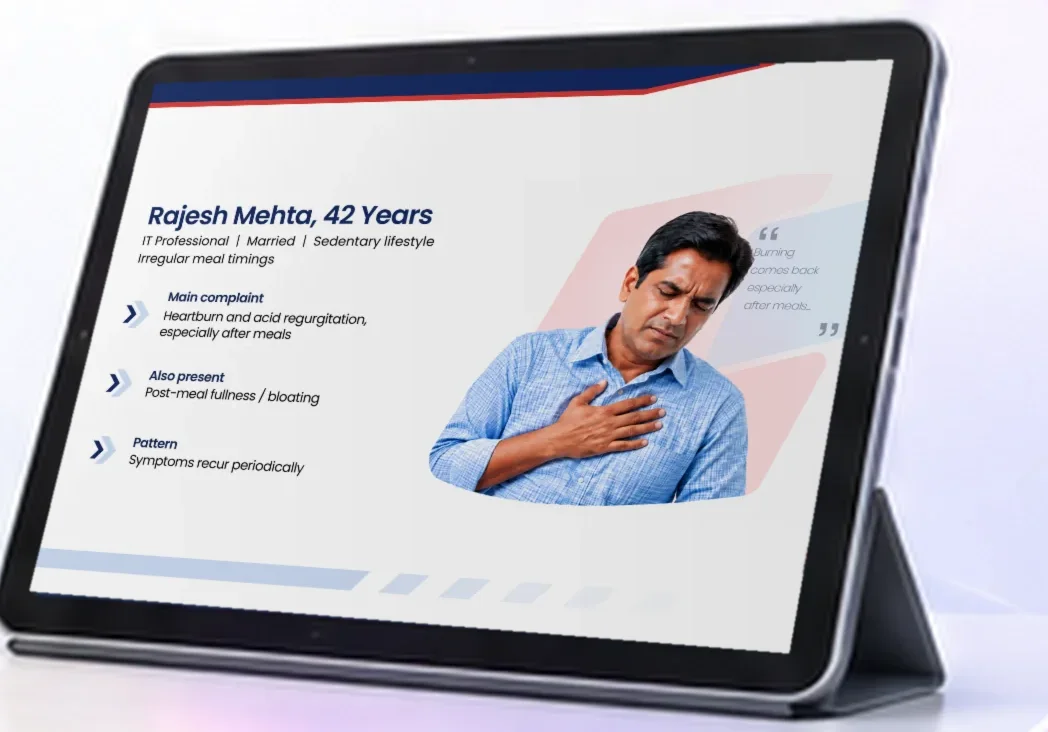 Rajesh Mehta, 42 Years
IT Professional | Married | Sedentary lifestyle
Irregular meal timings
Main complaint
Heartburn and acid regurgitation,
especially after meals
Also present
Post-meal fullness / bloating
Pattern
Symptoms recur periodically
“
Burning
comes back
especially
after meals...
”